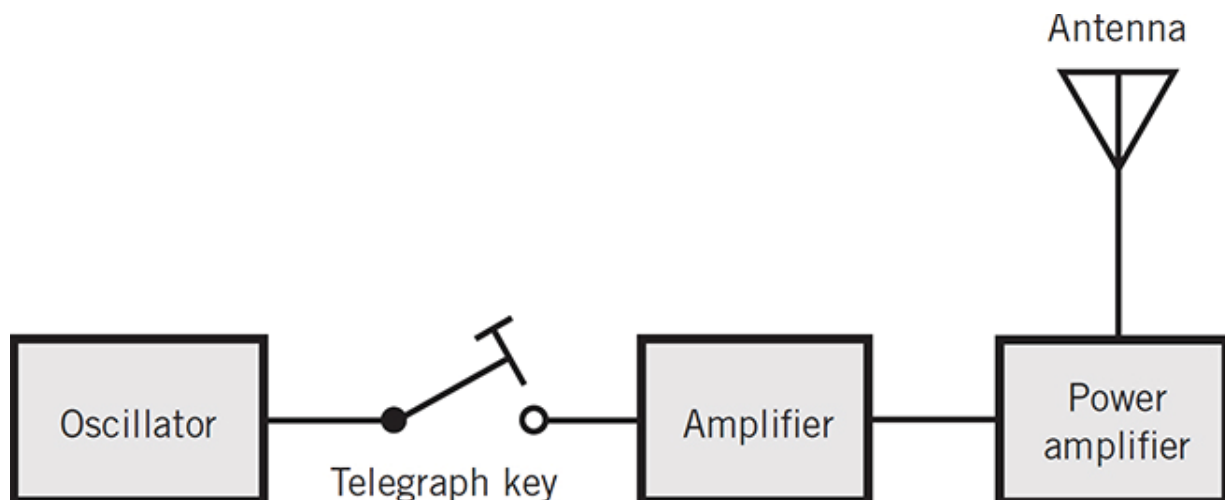 Antenna
Oscillator
Telegraph key
Amplifier
Power
amplifier